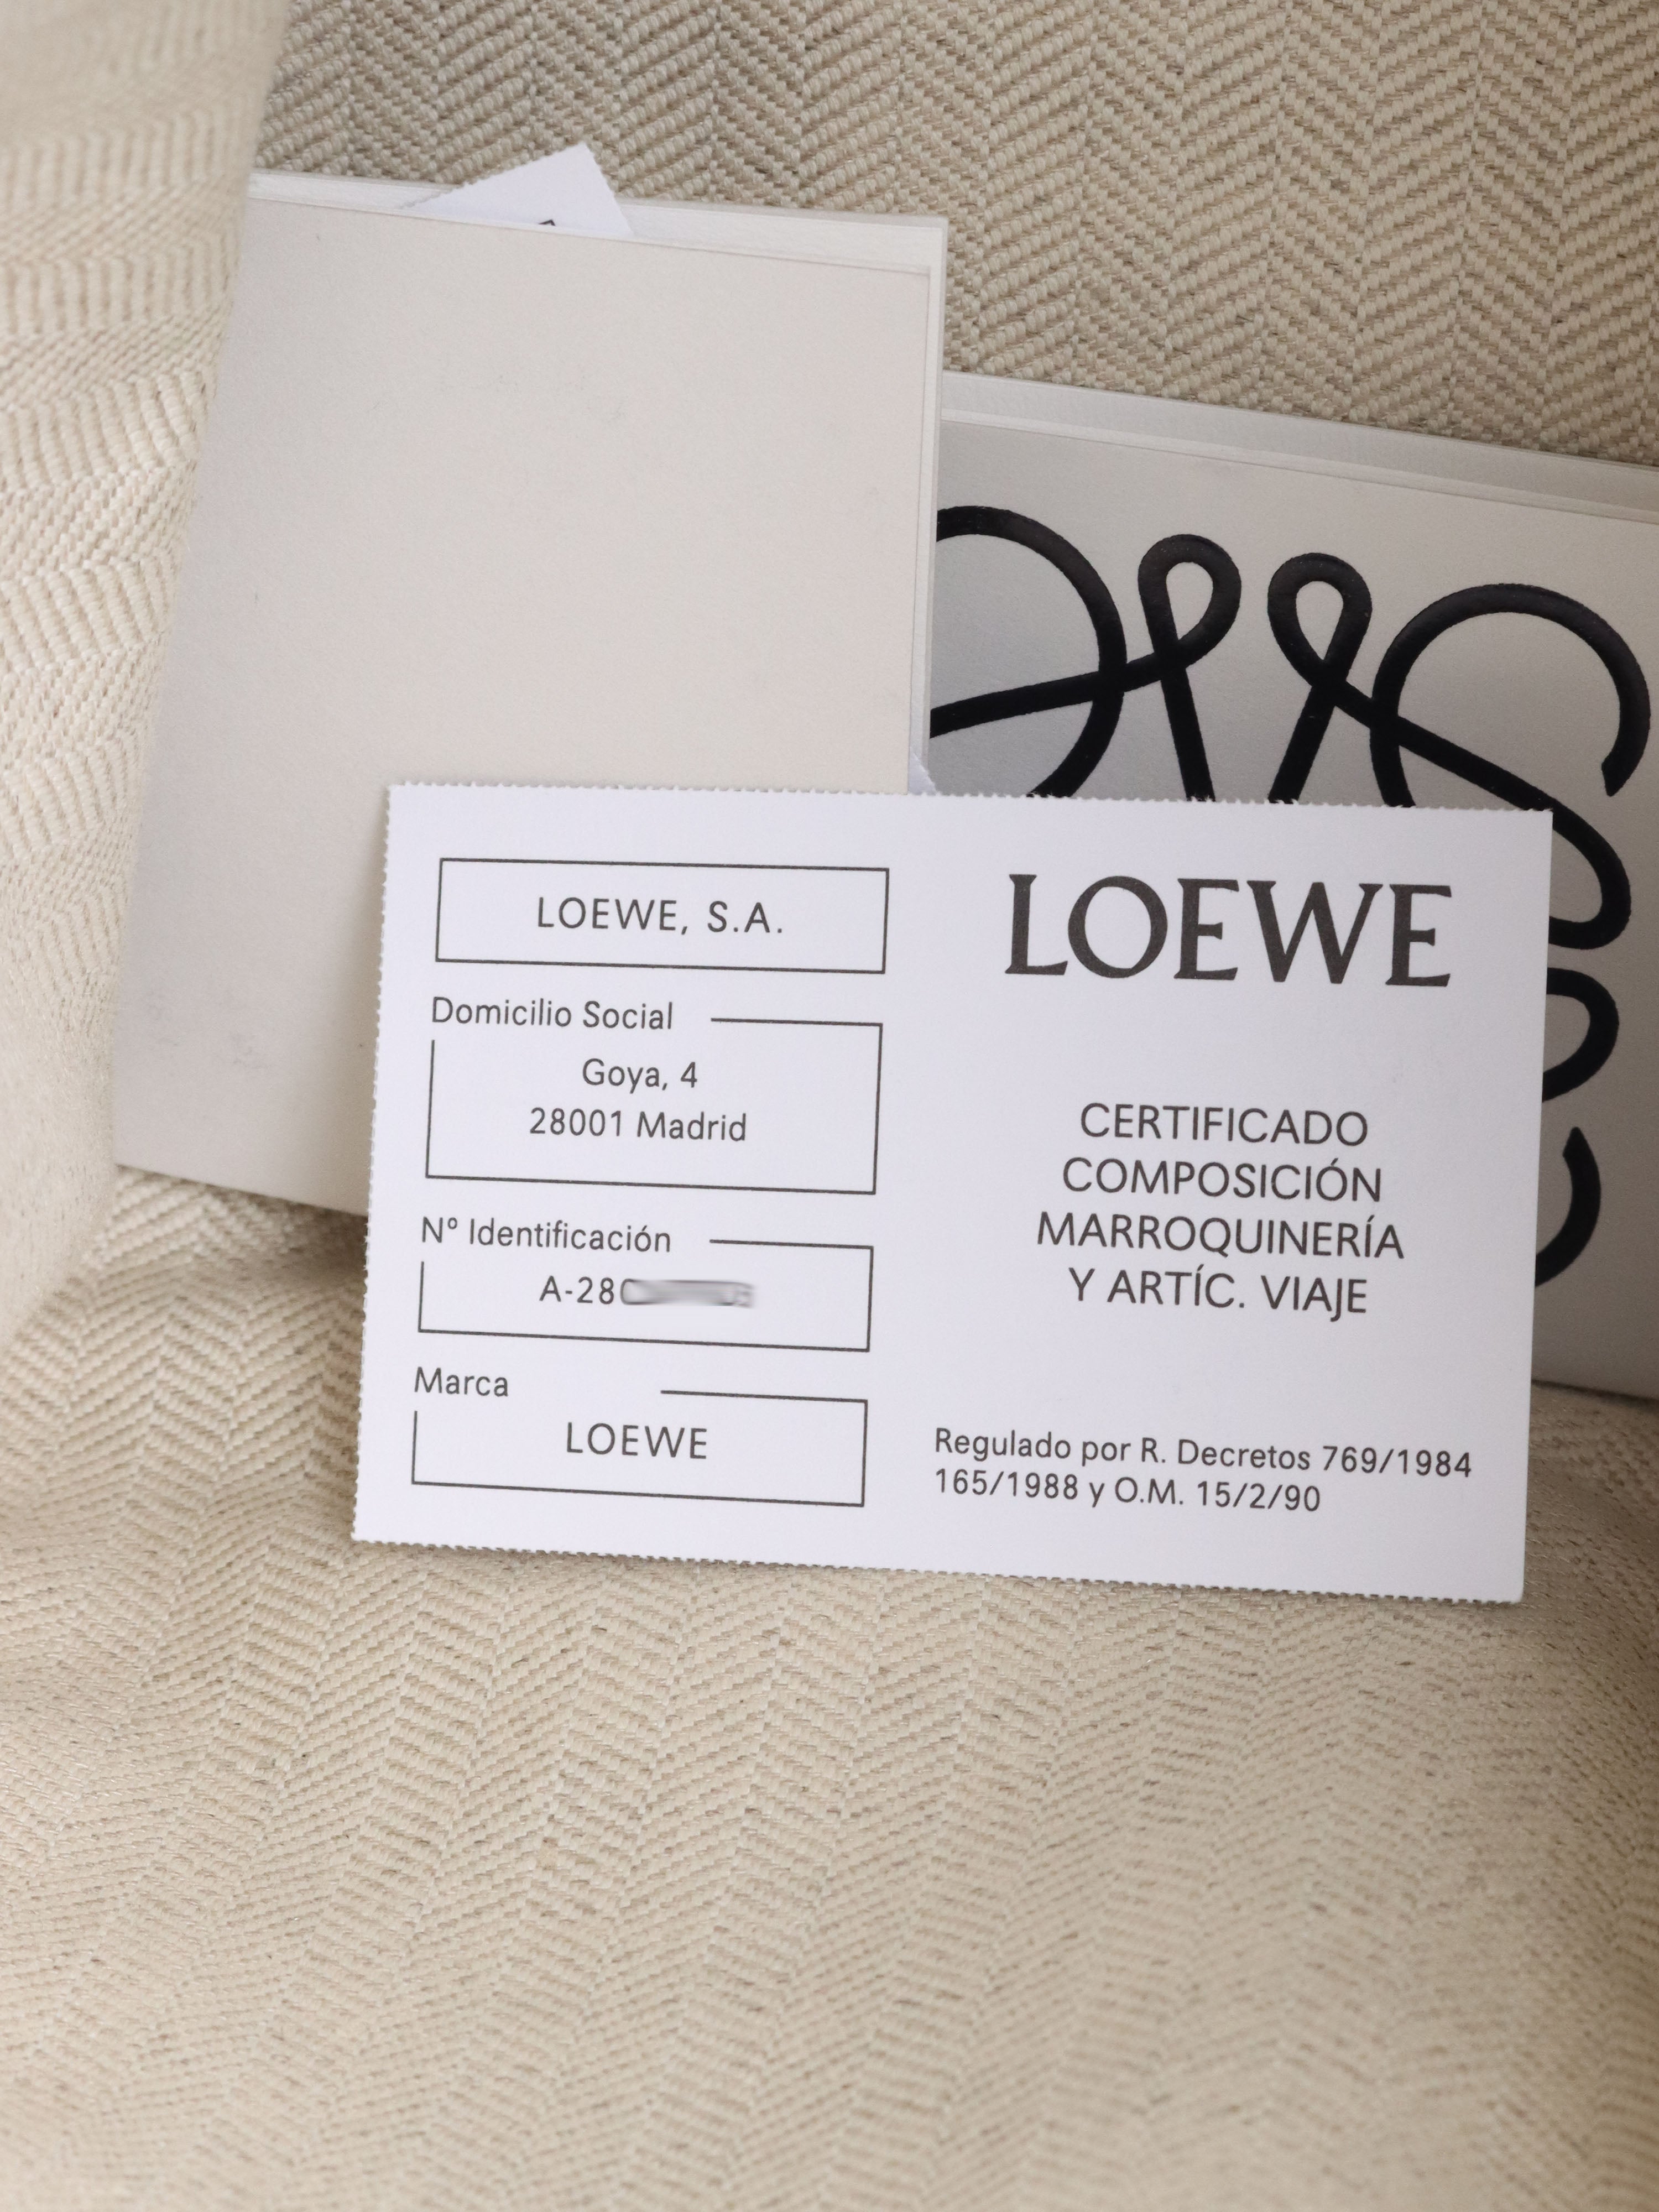 LOEWE, S.A.
Domicilio Social
Goya, 4
28001 Madrid
Nº Identificación
Marca
LOEWE
LOEWE
CERTIFICADO
COMPOSICIÓN
MARROQUINERÍA
Y ARTÍC. VIAJE
Regulado por R. Decretos 769/1984
165/1988 y O.M. 15/2/90